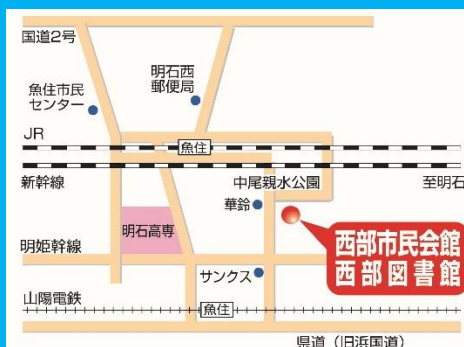 国道2号
明石西
郵便局
魚住市民
センター
JR
魚住
新幹線
中尾親水公園
至明石
華鈴
明石高専
西部市民会館
西部図書館
明姫幹線
サンクス
山陽電鉄
魚住
県道（旧浜国道）